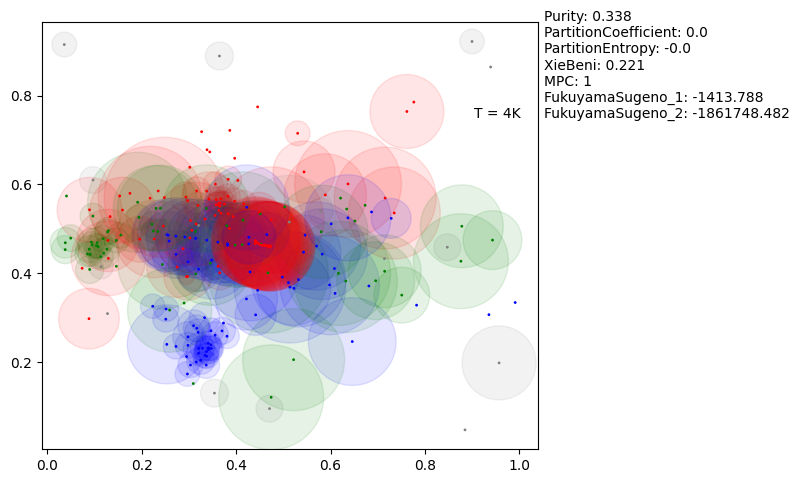 Purity: 0.338
PartitionCoefficient: 0.0
PartitionEntropy: -0.0
XieBeni: 0.221
MPC: 1
FukuyamaSugeno_1: -1413.788
FukuyamaSugeno_2: -1861748.482
T = 4K
0.8
0.6
0.4
0.2
0.0 0.2 0.4 0.6 0.8 1.0